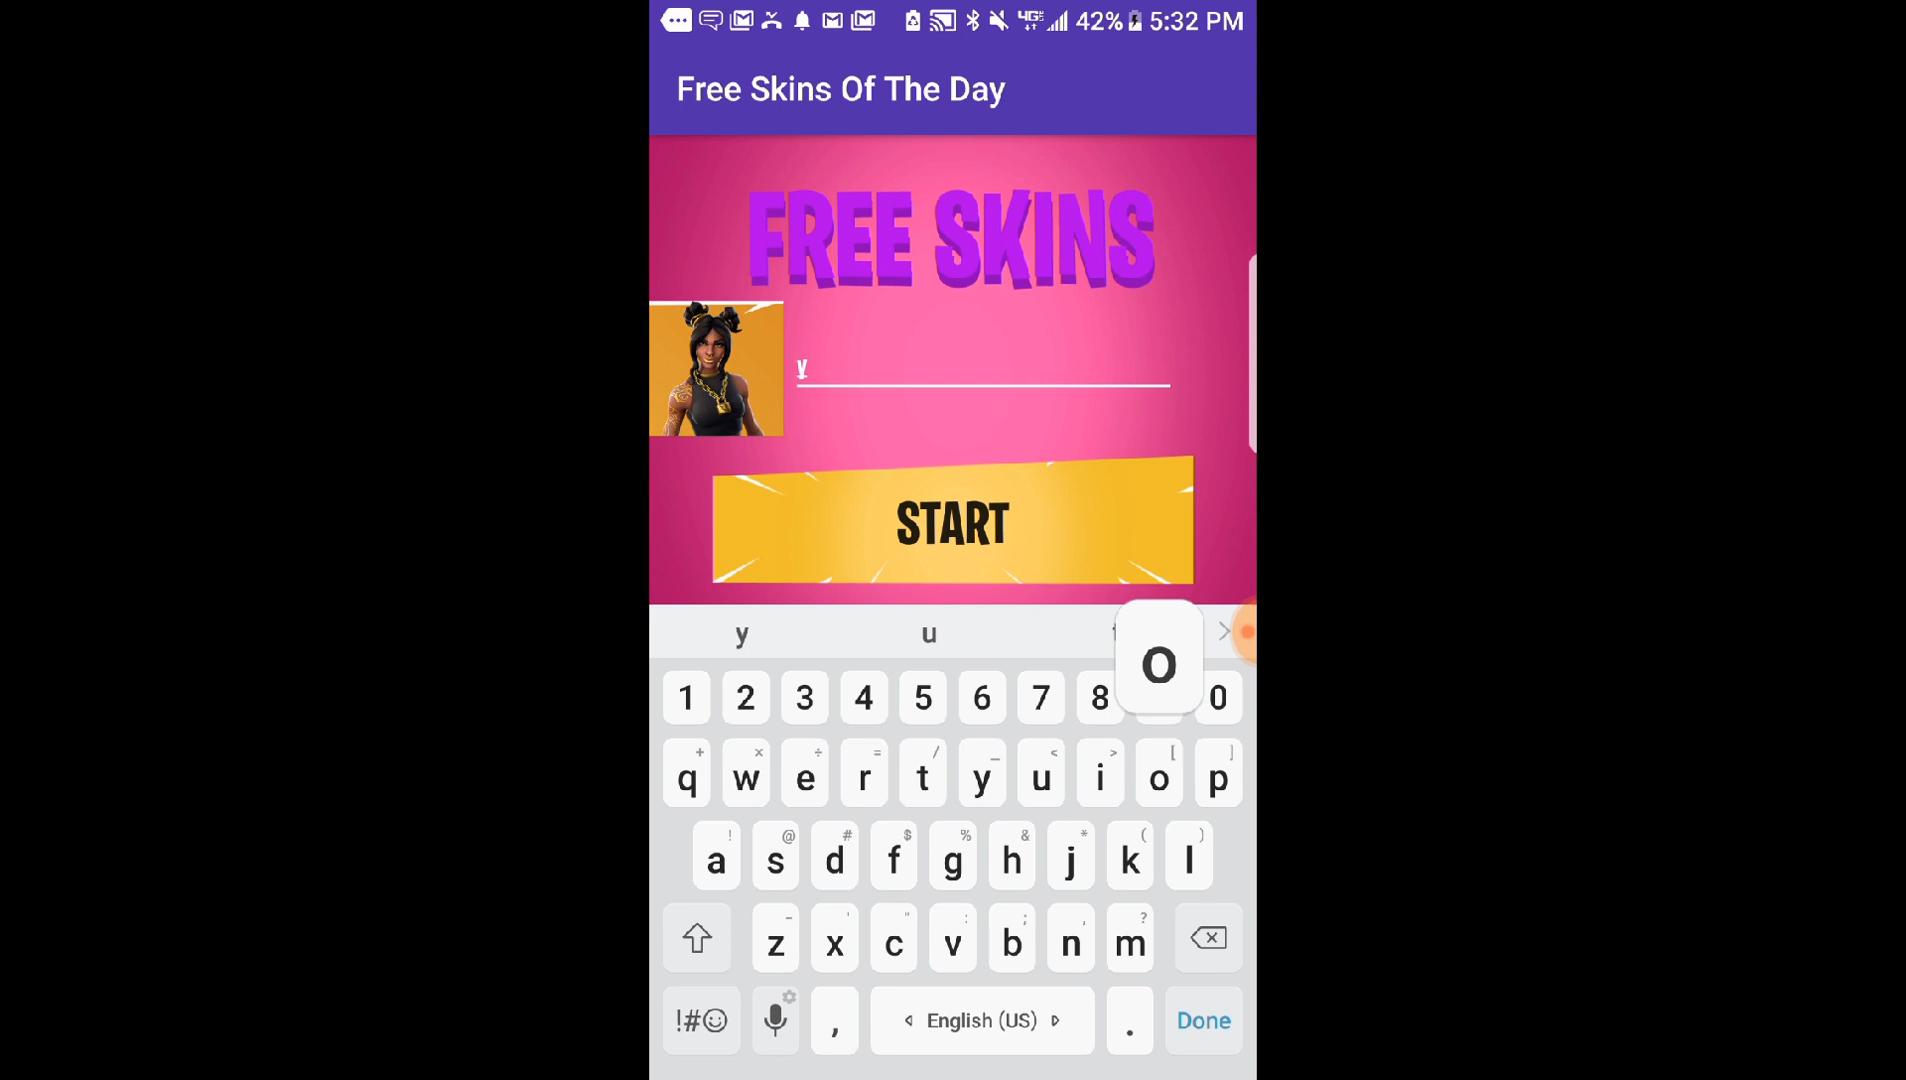 4G 42% 5:32 PM
Free Skins Of The Day
FREE SKINS
y
START
y u
o
1 2 3 4 5 6 7 8 0
+ × ÷ = / _ < > [ ]
q w e r t y u i o p
! @ # $ % & * ( )
a s d f g h j k l
- ' " : ; , ?
z x c v b n m
!#☺ , English (US) . Done